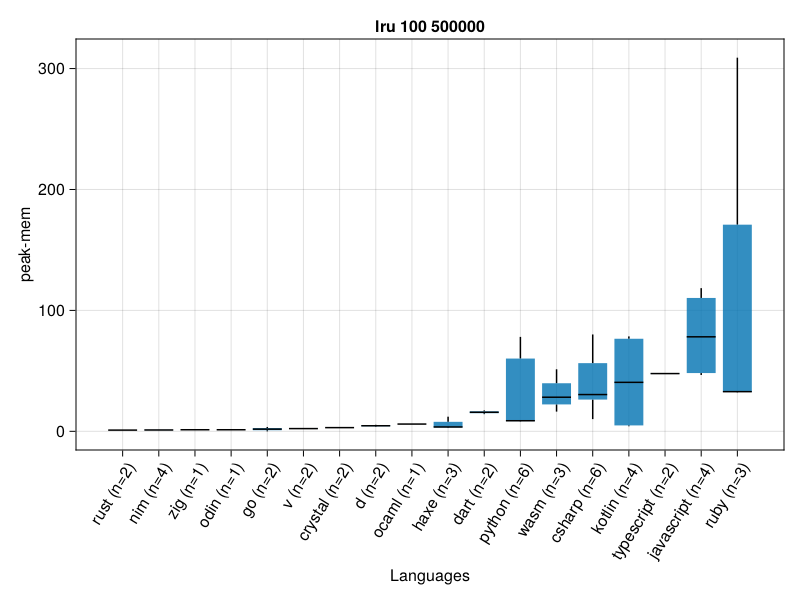 lru 100 500000
300
200
100
0
peak-mem
rust (n=2)
nim (n=4)
zig (n=1)
odin (n=1)
go (n=2)
v (n=2)
crystal (n=2)
d (n=2)
ocaml (n=1)
haxe (n=3)
dart (n=2)
python (n=6)
wasm (n=3)
csharp (n=6)
kotlin (n=4)
typescript (n=2)
javascript (n=4)
ruby (n=3)
Languages